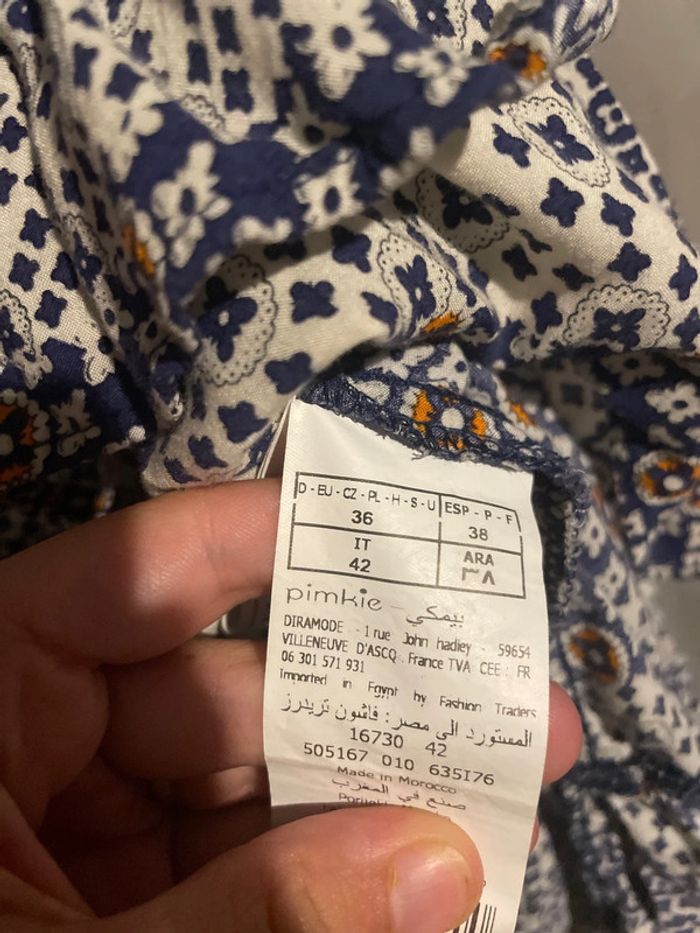 D - EU - CZ - PL - H - S - U
36
ESP - P - F
38
IT
42
ARA
٣٨
pimkie - بيمكي
DIRAMODE - 1 rue John hadley - 59654
VILLENEUVE D'ASCQ. France TVA CEE : FR
06 301 571 931
Imported in Egypt by Fashion Traders
المستورد الى مصر: فاشون تريدرز
16730 42
505167 010 635I76
Made in Morocco
صنع في المغرب